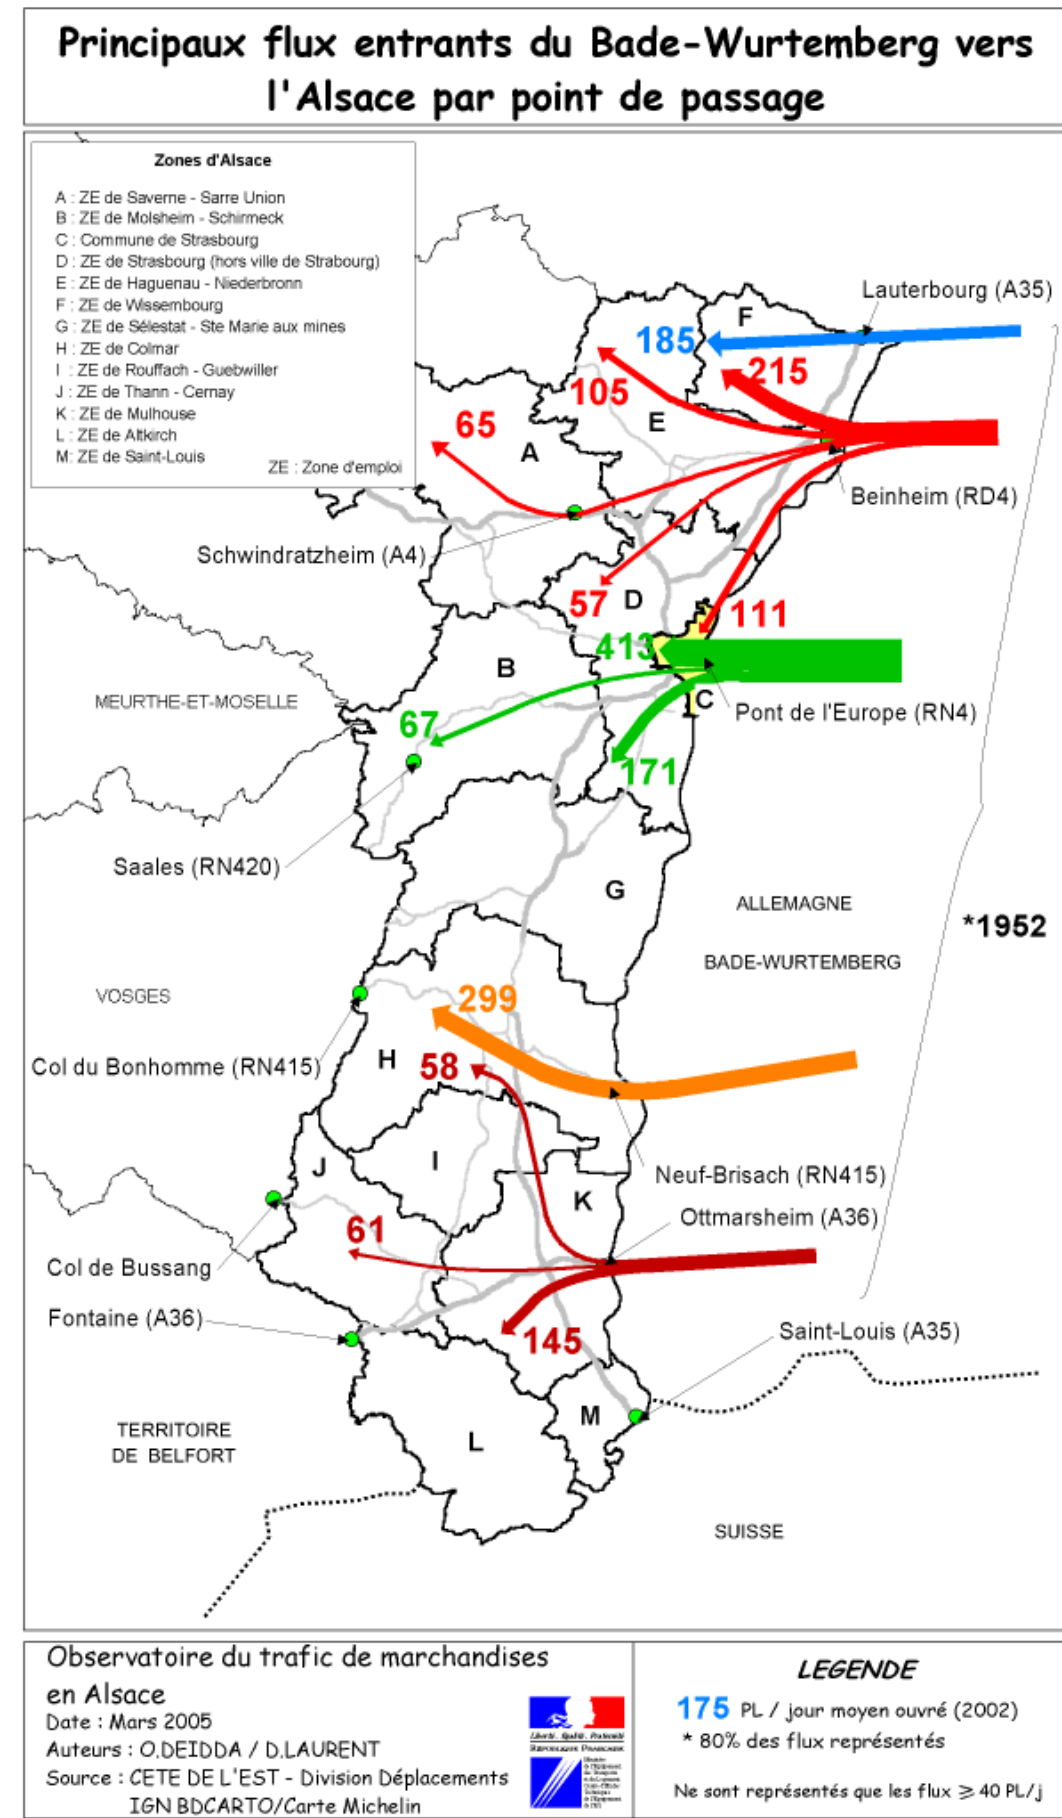 Principaux flux entrants du Bade-Wurtemberg vers
l'Alsace par point de passage
Zones d'Alsace
A : ZE de Saverne - Sarre Union
B : ZE de Molsheim - Schirmeck
C : Commune de Strasbourg
D : ZE de Strasbourg (hors ville de Strabourg)
E : ZE de Haguenau - Niederbronn
F : ZE de Wissembourg
G : ZE de Sélestat - Ste Marie aux mines
H : ZE de Colmar
I : ZE de Rouffach - Guebwiller
J : ZE de Thann - Cernay
K : ZE de Mulhouse
L : ZE de Altkirch
M : ZE de Saint-Louis
ZE : Zone d'emploi
Lauterbourg (A35)
F
185
215
105
E
65
A
Beinheim (RD4)
Schwindratzheim (A4)
57
D
111
413
B
C
MEURTHE-ET-MOSELLE
Pont de l'Europe (RN4)
67
171
Saales (RN420)
G
ALLEMAGNE
*1952
BADE-WURTEMBERG
VOSGES
299
Col du Bonhomme (RN415)
H
58
J
I
Neuf-Brisach (RN415)
K
Ottmarsheim (A36)
61
Col de Bussang
Fontaine (A36)
145
Saint-Louis (A35)
M
TERRITOIRE
DE BELFORT
L
SUISSE
Observatoire du trafic de marchandises
en Alsace
Date : Mars 2005
Auteurs : O.DEIDDA / D.LAURENT
Source : CETE DE L'EST - Division Déplacements
IGN BDCARTO/Carte Michelin
Liberté . Égalité . Fraternité
RÉPUBLIQUE FRANÇAISE
LEGENDE
175 PL / jour moyen ouvré (2002)
* 80% des flux représentés
Ne sont représentés que les flux ⩾ 40 PL/j